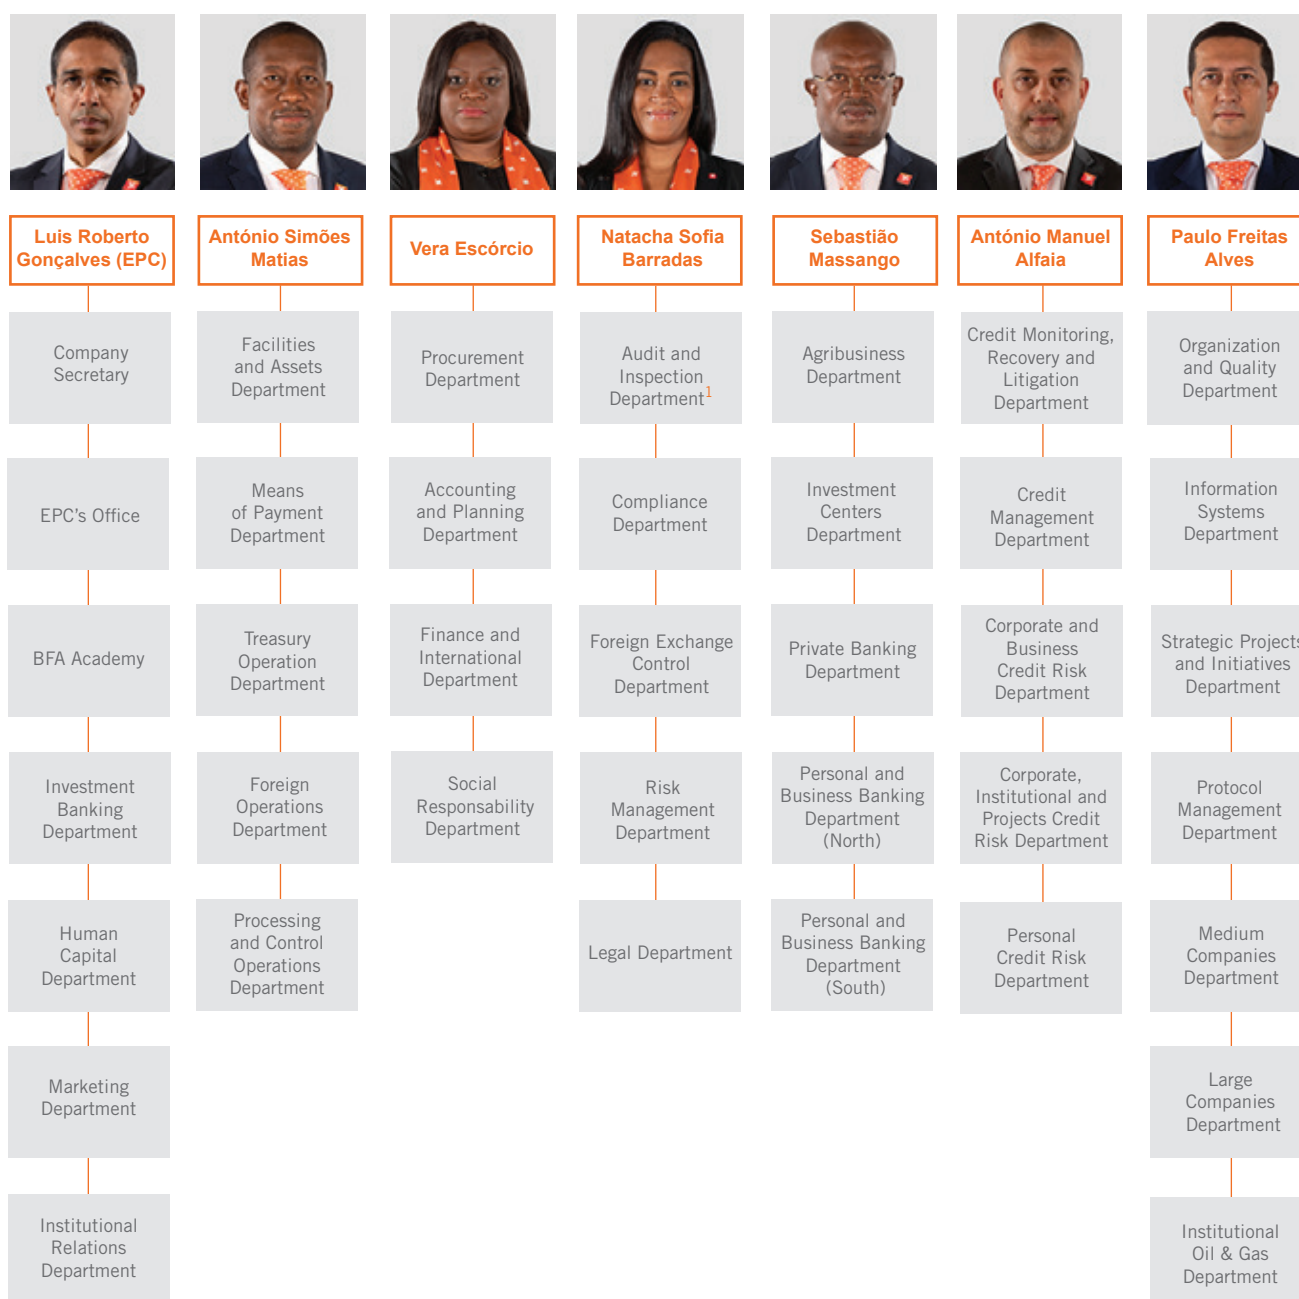 Luis Roberto
Gonçalves (EPC)
Company
Secretary
EPC's Office
BFA Academy
Investment
Banking
Department
Human
Capital
Department
Marketing
Department
Institutional
Relations
Department
António Simões
Matias
Facilities
and Assets
Department
Means
of Payment
Department
Treasury
Operation
Department
Foreign
Operations
Department
Processing
and Control
Operations
Department
Vera Escórcio
Procurement
Department
Accounting
and Planning
Department
Finance and
International
Department
Social
Responsability
Department
Natacha Sofia
Barradas
Audit and
Inspection
Department1
Compliance
Department
Foreign Exchange
Control
Department
Risk
Management
Department
Legal Department
Sebastião
Massango
Agribusiness
Department
Investment
Centers
Department
Private Banking
Department
Personal and
Business Banking
Department
(North)
Personal and
Business Banking
Department
(South)
António Manuel
Alfaia
Credit Monitoring,
Recovery and
Litigation
Department
Credit
Management
Department
Corporate and
Business
Credit Risk
Department
Corporate,
Institutional and
Projects Credit
Risk Department
Personal
Credit Risk
Department
Paulo Freitas
Alves
Organization
and Quality
Department
Information
Systems
Department
Strategic Projects
and Initiatives
Department
Protocol
Management
Department
Medium
Companies
Department
Large
Companies
Department
Institutional
Oil & Gas
Department